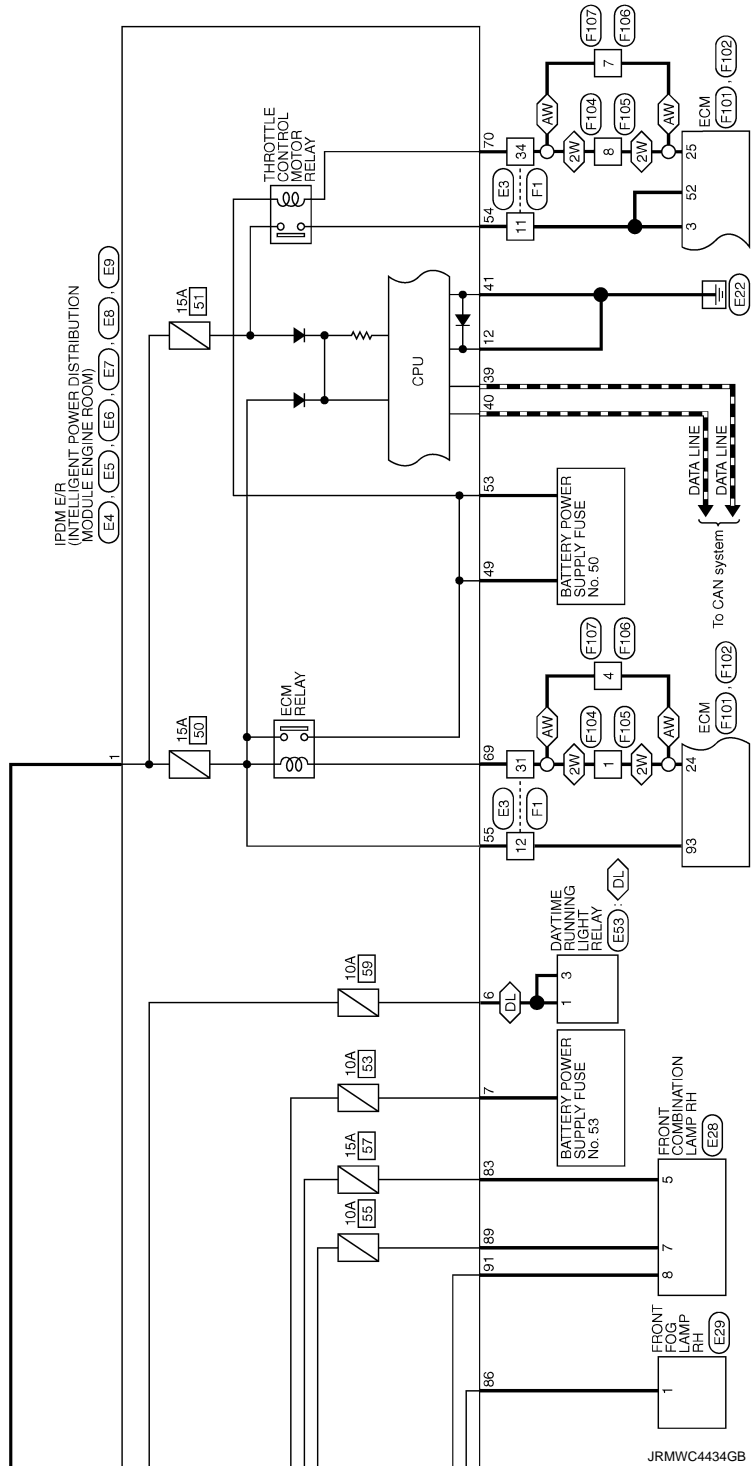 IPDM E/R
(INTELLIGENT POWER DISTRIBUTION
MODULE ENGINE ROOM)
E4 , E5 , E6 , E7 , E8 , E9
1
10A
59
10A
53
15A
57
10A
55
15A
50
15A
51
ECM
RELAY
THROTTLE
CONTROL
MOTOR
RELAY
CPU
86
91
89
83
7
6
55
69
49
53
40
39
12
41
54
70
FRONT
FOG
LAMP
RH
E29
1
FRONT
COMBINATION
LAMP RH
E28
8
7
5
BATTERY POWER
SUPPLY FUSE
No. 53
DL
DAYTIME
RUNNING
LIGHT
RELAY
E53 : DL
1
3
12
31
E3
F1
AW
2W
F104
F107
1
4
F105
F106
2W
AW
93
24
ECM
F101 , F102
BATTERY POWER
SUPPLY FUSE
No. 50
DATA LINE
DATA LINE
To CAN system
E22
11
34
E3
F1
AW
2W
F104
F107
8
7
F105
F106
2W
AW
3
52
25
ECM
F101 , F102
JRMWC4434GB